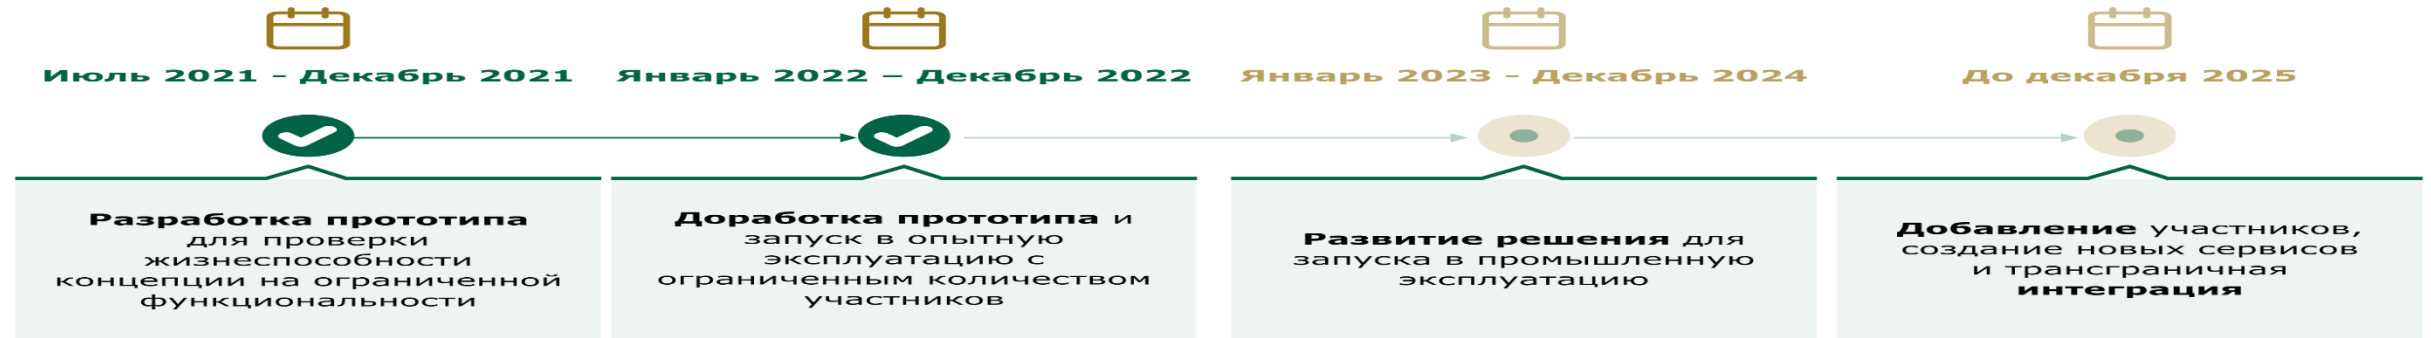 Июль 2021 - Декабрь 2021
Январь 2022 – Декабрь 2022
Январь 2023 - Декабрь 2024
До декабря 2025
Разработка прототипа
для проверки
жизнеспособности
концепции на ограниченной
функциональности
Доработка прототипа и
запуск в опытную
эксплуатацию с
ограниченным количеством
участников
Развитие решения для
запуска в промышленную
эксплуатацию
Добавление участников,
создание новых сервисов
и трансграничная
интеграция